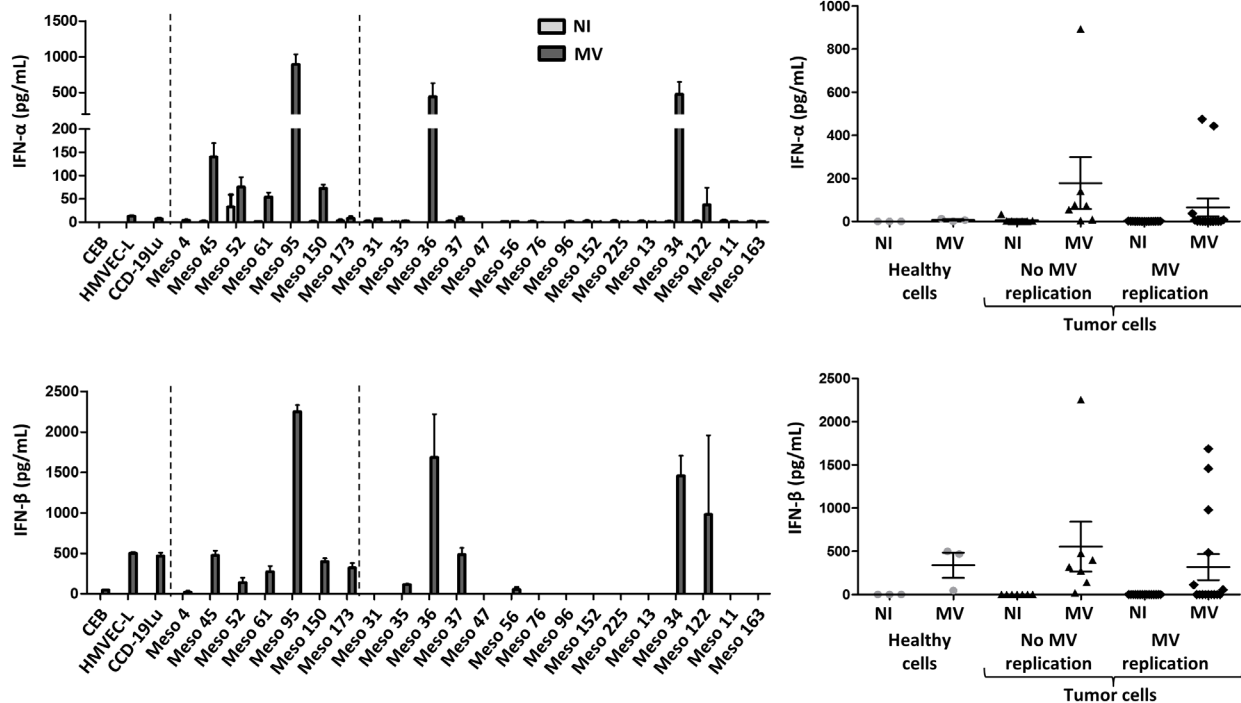 IFN-α (pg/mL)
1500
1000
500
200
150
100
50
0
NI
MV
CEB
HMVEC-L
CCD-19Lu
Meso 4
Meso 45
Meso 52
Meso 61
Meso 95
Meso 150
Meso 173
Meso 31
Meso 35
Meso 36
Meso 37
Meso 47
Meso 56
Meso 76
Meso 96
Meso 152
Meso 225
Meso 13
Meso 34
Meso 122
Meso 11
Meso 163
IFN-α (pg/mL)
1000
800
600
400
200
0
NI MV NI MV NI MV
Healthy cells
No MV replication
MV replication
Tumor cells
IFN-β (pg/mL)
2500
2000
1500
1000
500
0
CEB
HMVEC-L
CCD-19Lu
Meso 4
Meso 45
Meso 52
Meso 61
Meso 95
Meso 150
Meso 173
Meso 31
Meso 35
Meso 36
Meso 37
Meso 47
Meso 56
Meso 76
Meso 96
Meso 152
Meso 225
Meso 13
Meso 34
Meso 122
Meso 11
Meso 163
IFN-β (pg/mL)
2500
2000
1500
1000
500
0
NI MV NI MV NI MV
Healthy cells
No MV replication
MV replication
Tumor cells